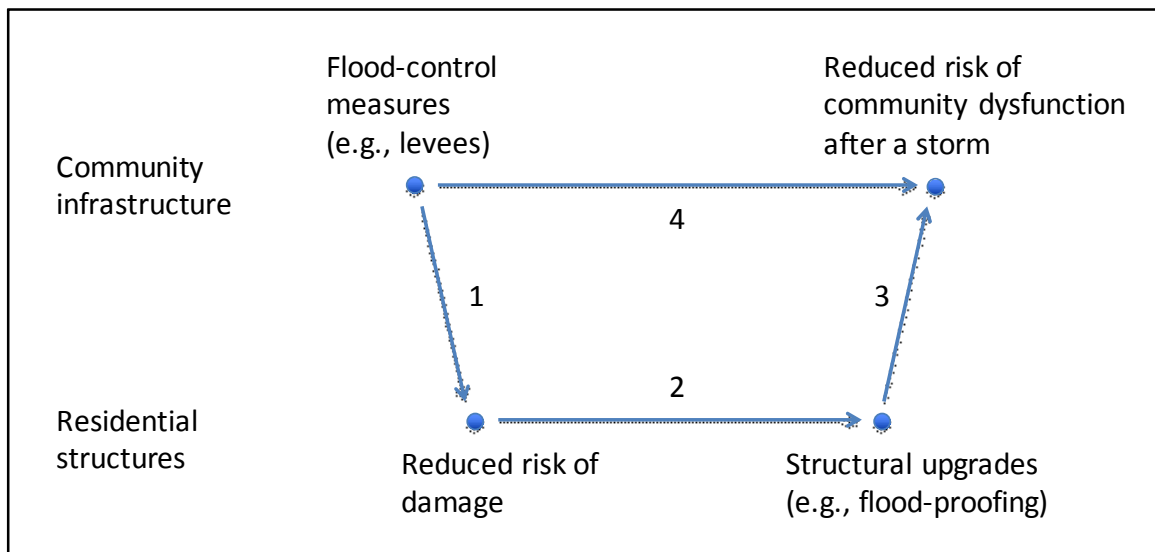 Flood-control
measures
(e.g., levees)
Reduced risk of
community dysfunction
after a storm
Community
infrastructure
4
1
3
2
Residential
structures
Reduced risk of
damage
Structural upgrades
(e.g., flood-proofing)